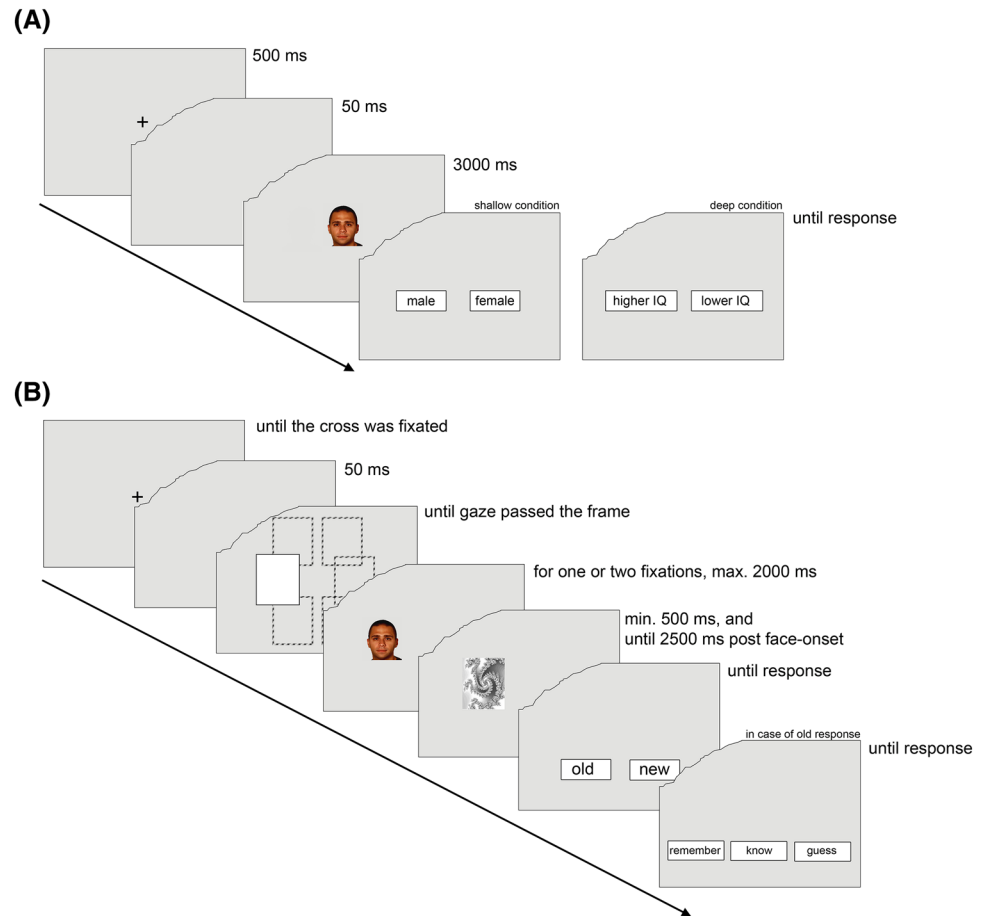 (A)
500 ms
+
50 ms
3000 ms
shallow condition
deep condition
until response
male
female
higher IQ
lower IQ
(B)
until the cross was fixated
+
50 ms
until gaze passed the frame
for one or two fixations, max. 2000 ms
min. 500 ms, and
until 2500 ms post face-onset
until response
old
new
in case of old response
until response
remember
know
guess